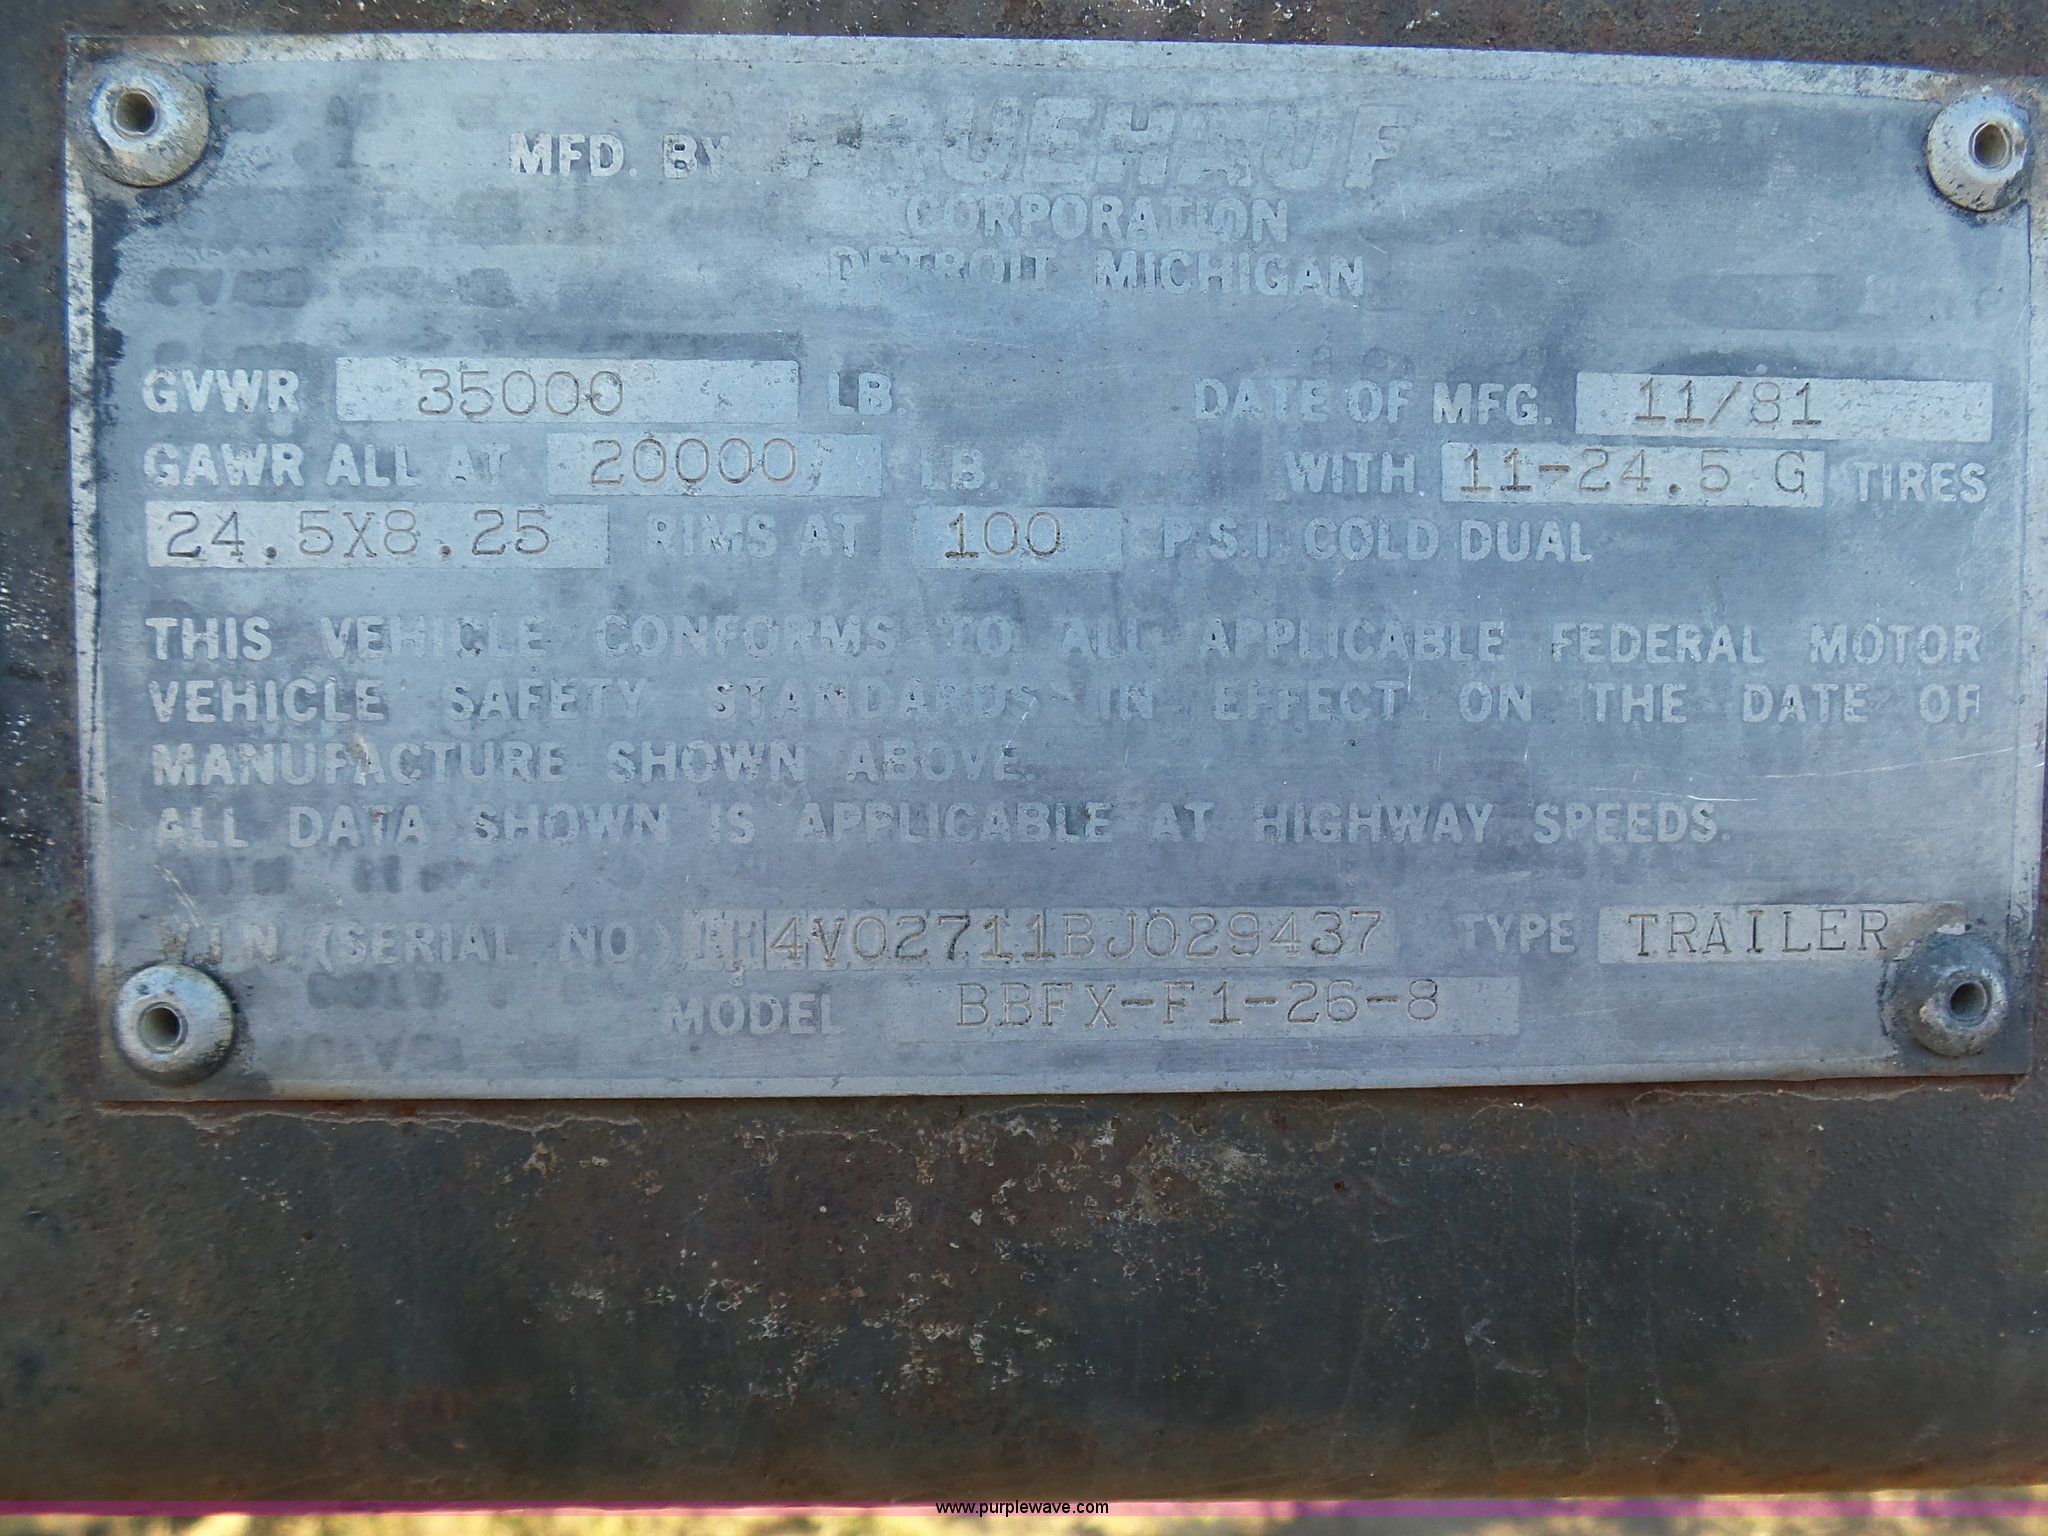 MFD. BY FRUEHAUF
CORPORATION
DETROIT MICHIGAN
GVWR 35000 LB. DATE OF MFG. 11/81
GAWR ALL AT 20000 LB. WITH 11-24.5 G TIRES
24.5X8.25 RIMS AT 100 P.S.I. COLD DUAL
THIS VEHICLE CONFORMS TO ALL APPLICABLE FEDERAL MOTOR
VEHICLE SAFETY STANDARDS IN EFFECT ON THE DATE OF
MANUFACTURE SHOWN ABOVE.
ALL DATA SHOWN IS APPLICABLE AT HIGHWAY SPEEDS.
V.I.N. (SERIAL NO.) 1H4V02711BJ029437 TYPE TRAILER
MODEL BBFX-F1-26-8
www.purplewave.com